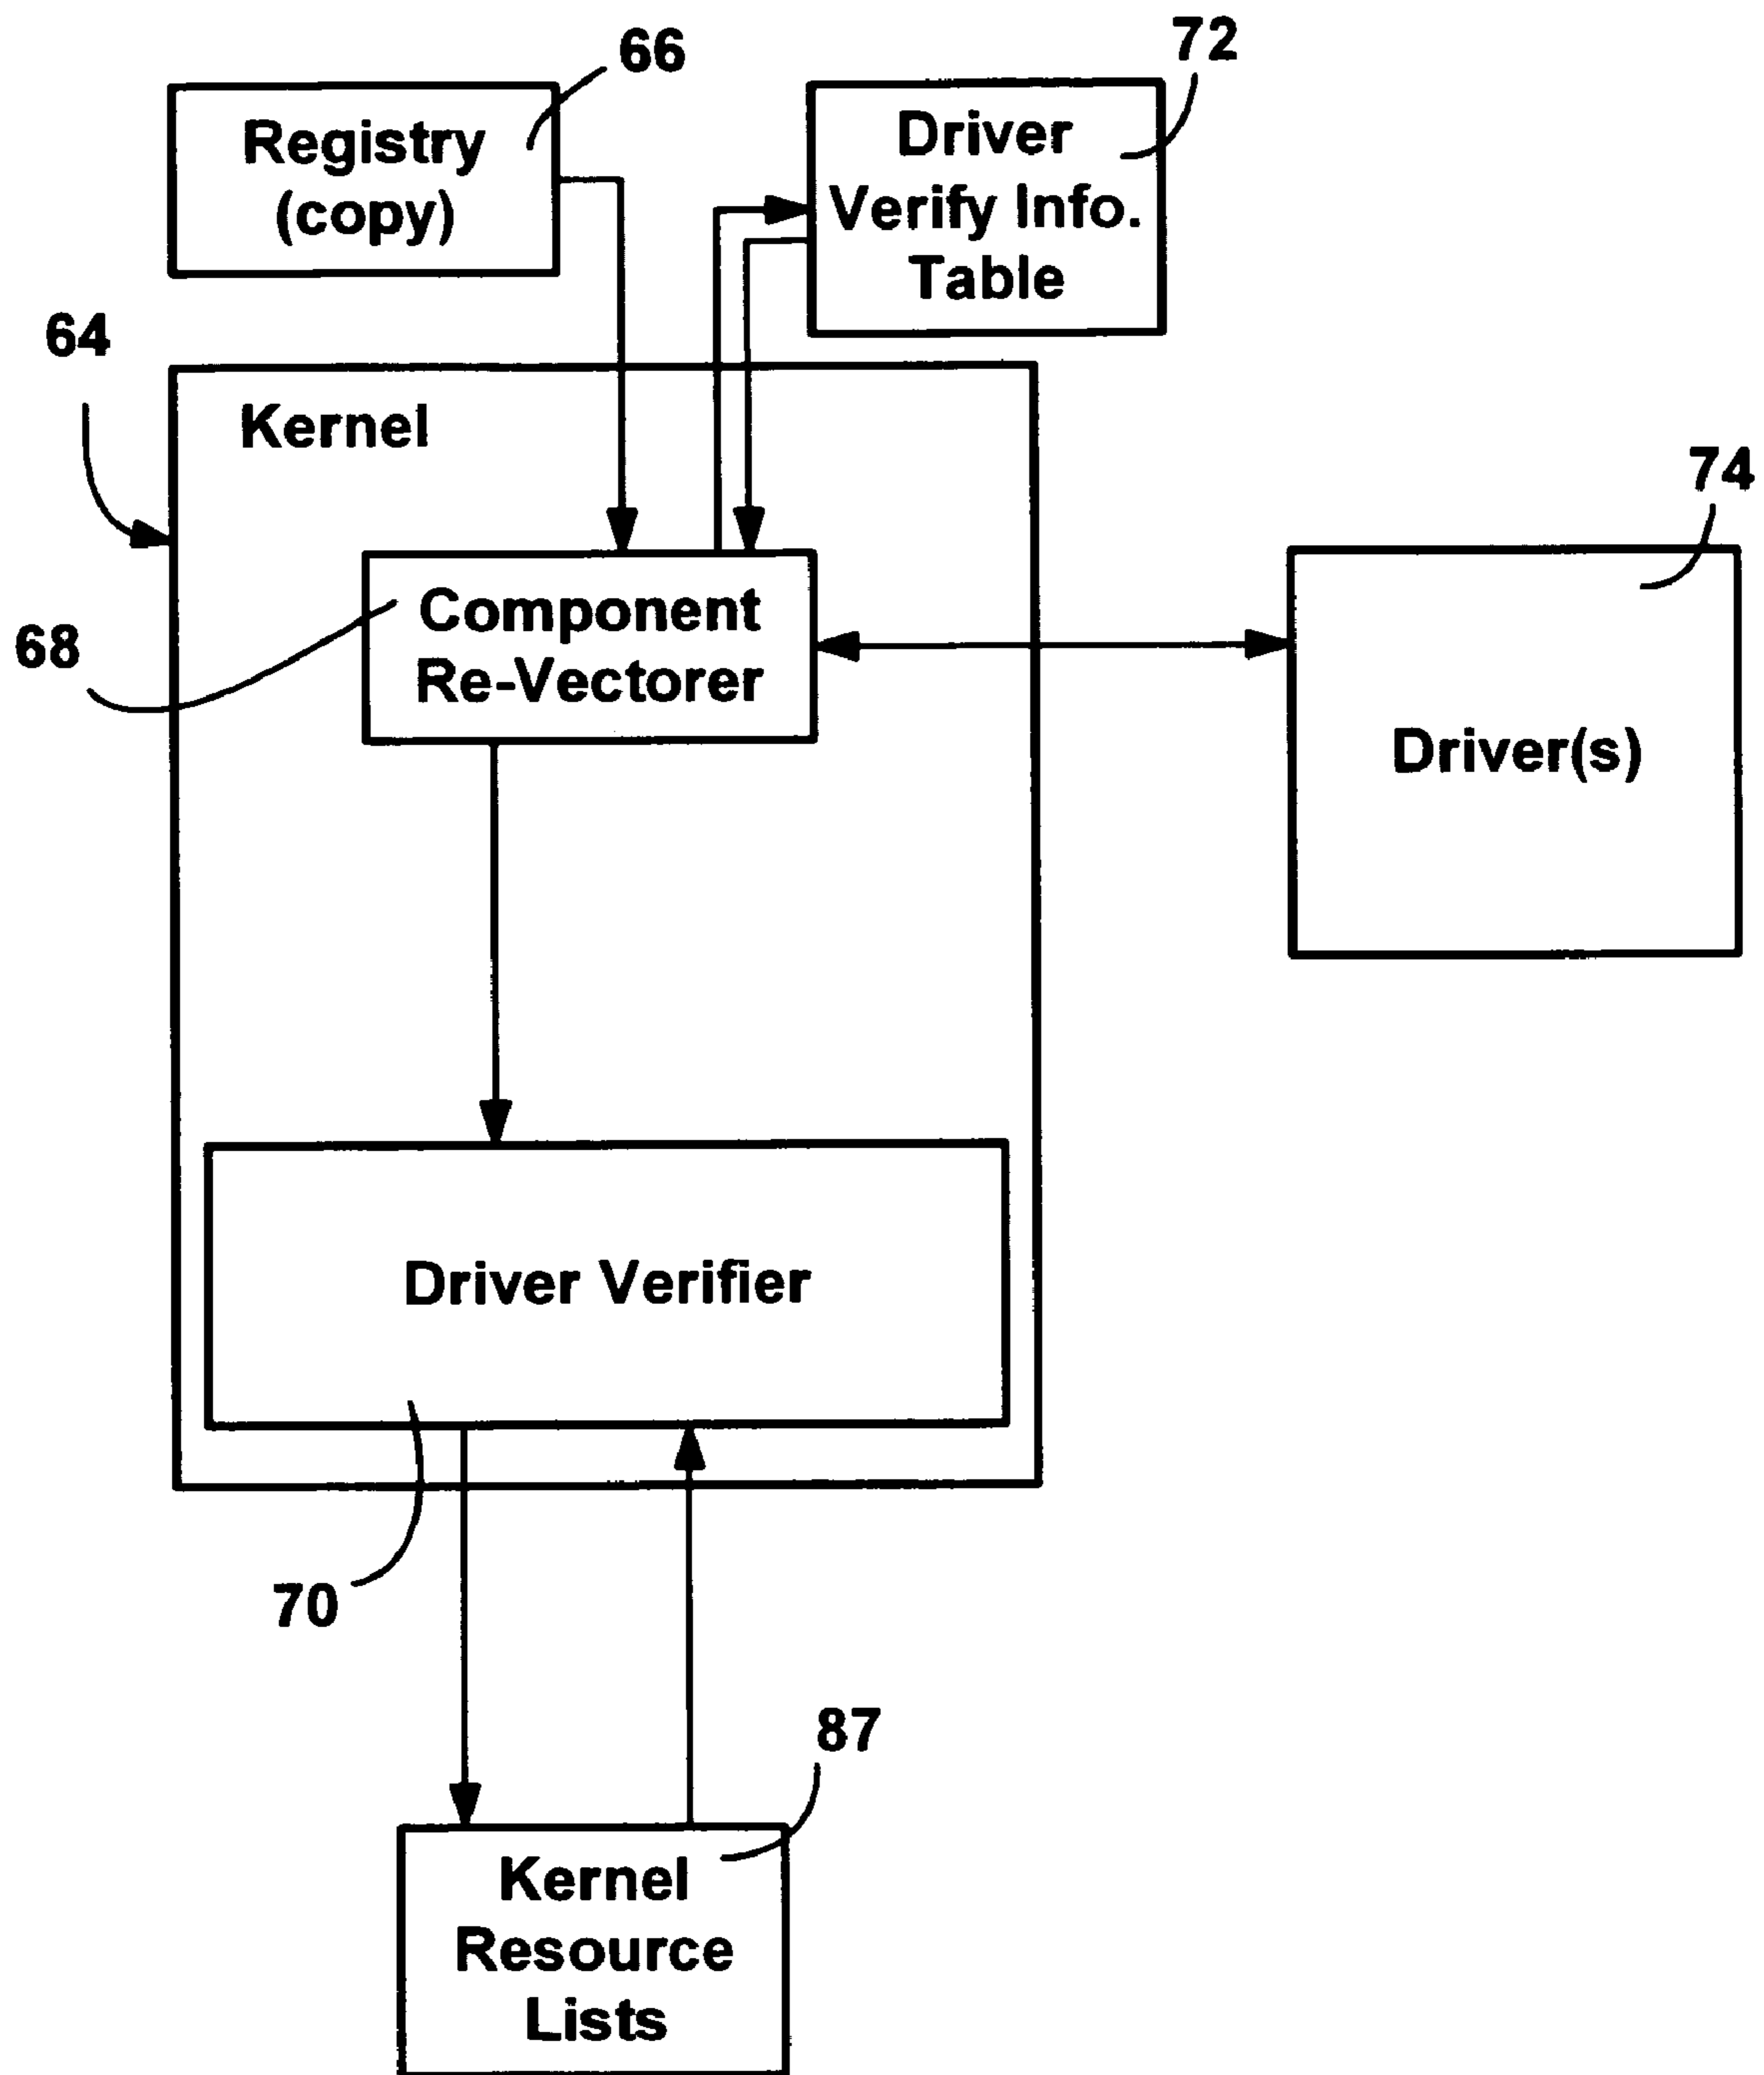 66
72
Registry
(copy)
Driver
Verify Info.
Table
64
Kernel
74
68
Component
Re-Vectorer
Driver(s)
Driver Verifier
70
87
Kernel
Resource
Lists